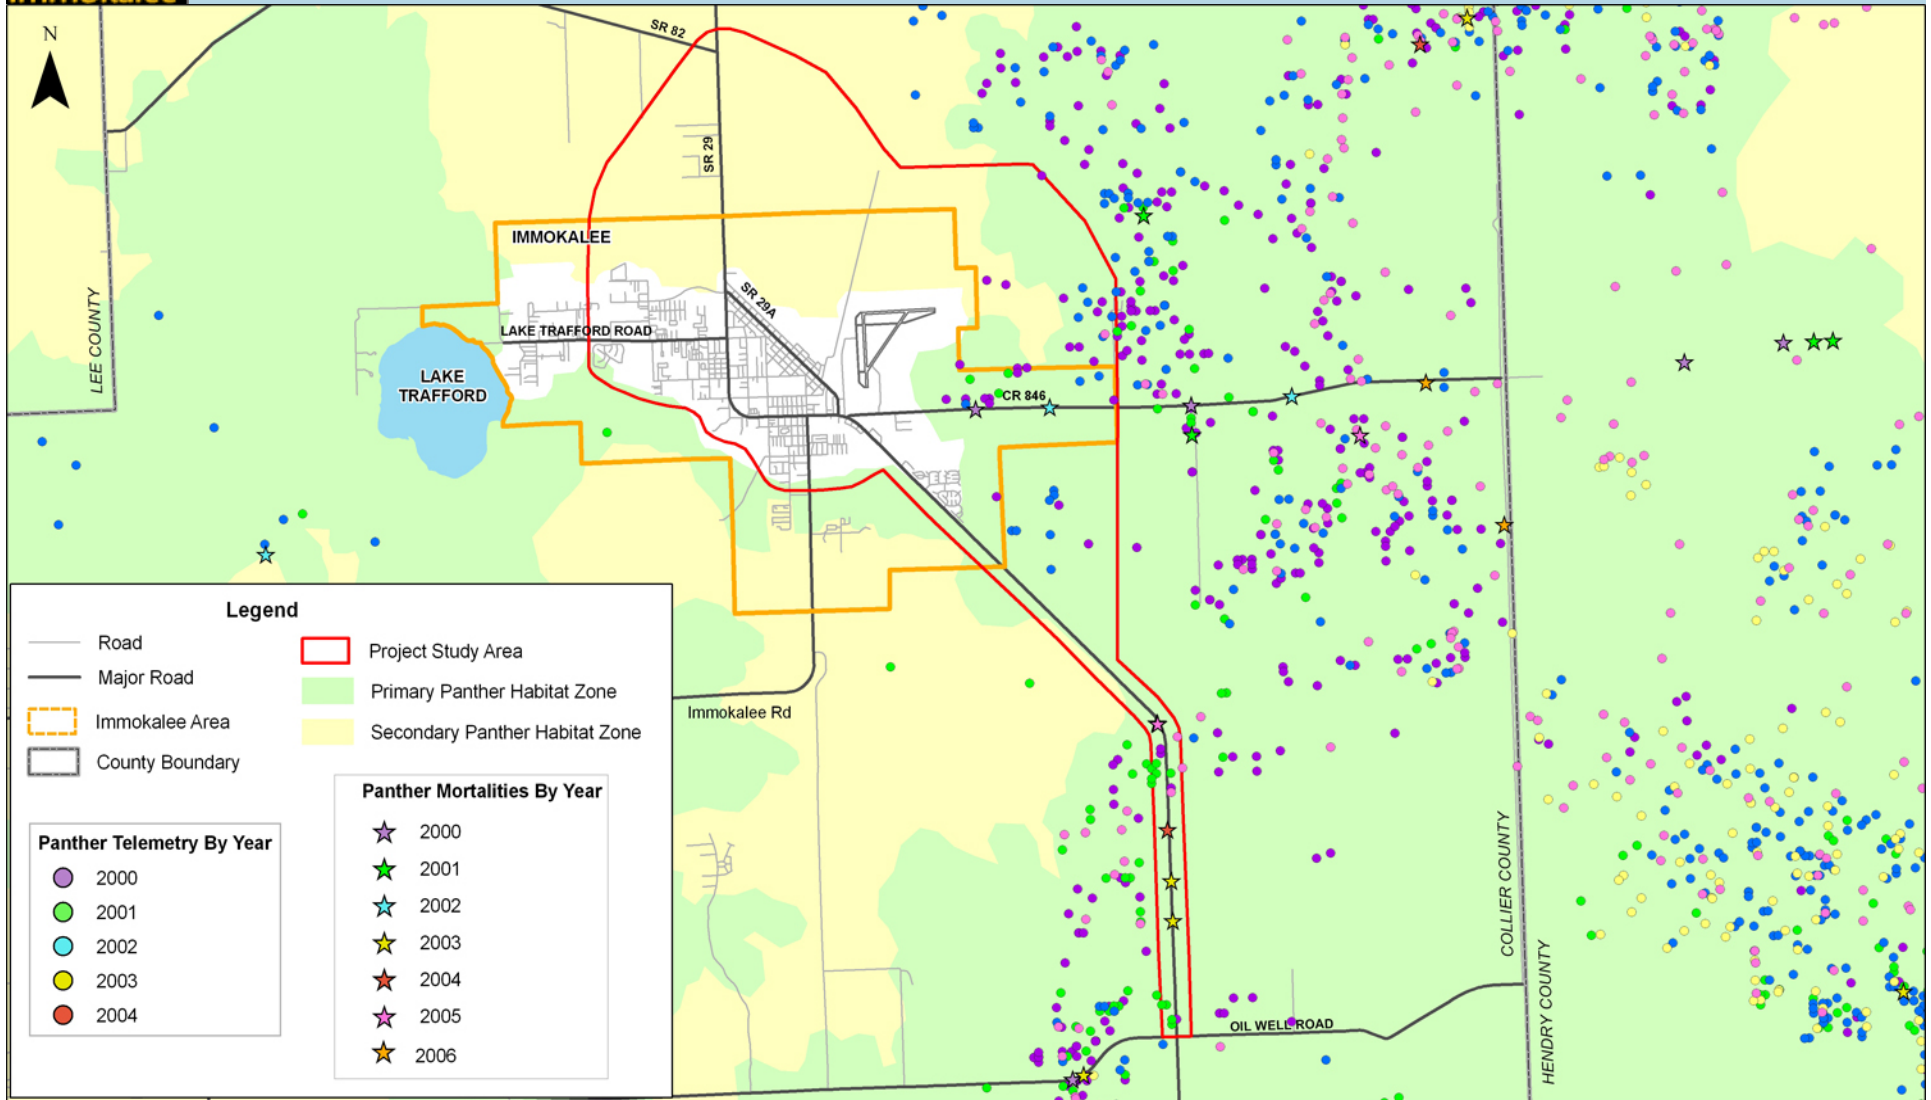 Immokalee
N
SR 82
SR 29
IMMOKALEE
SR 29A
LEE COUNTY
LAKE TRAFFORD ROAD
LAKE
TRAFFORD
CR 846
Legend
Road
Major Road
Immokalee Area
County Boundary
Project Study Area
Primary Panther Habitat Zone
Secondary Panther Habitat Zone
Immokalee Rd
Panther Telemetry By Year
2000
2001
2002
2003
2004
Panther Mortalities By Year
2000
2001
2002
2003
2004
2005
2006
COLLIER COUNTY
HENDRY COUNTY
OIL WELL ROAD